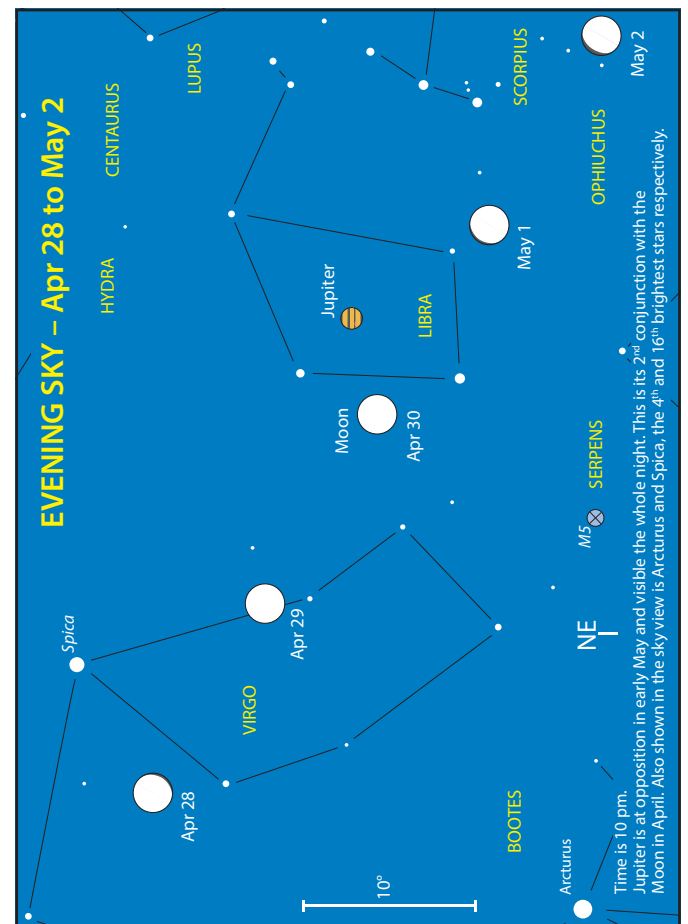 EVENING SKY – Apr 28 to May 2
CENTAURUS
LUPUS
HYDRA
SCORPIUS
May 2
OPHIUCHUS
Jupiter
LIBRA
May 1
Moon
Apr 30
Spica
Apr 29
VIRGO
Apr 28
SERPENS
M5
NE
BOOTES
Arcturus
10°
Time is 10 pm.
Jupiter is at opposition in early May and visible the whole night. This is its 2nd conjunction with the
Moon in April. Also shown in the sky view is Arcturus and Spica, the 4th and 16th brightest stars respectively.